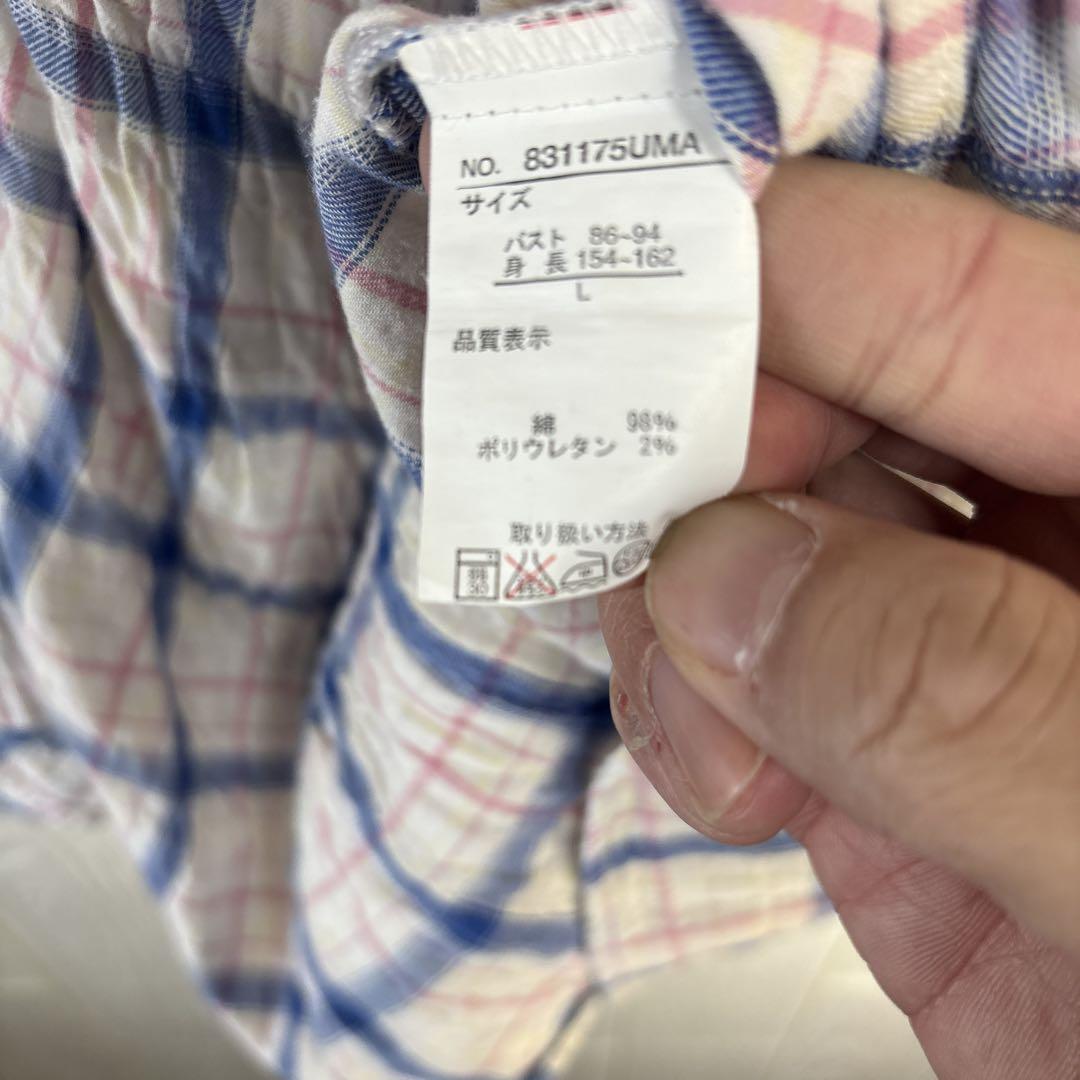 NO. 831175UMA
サイズ
バスト 86~94
身 長 154~162
L
品質表示
綿 98%
ポリウレタン 2%
取り扱い方法